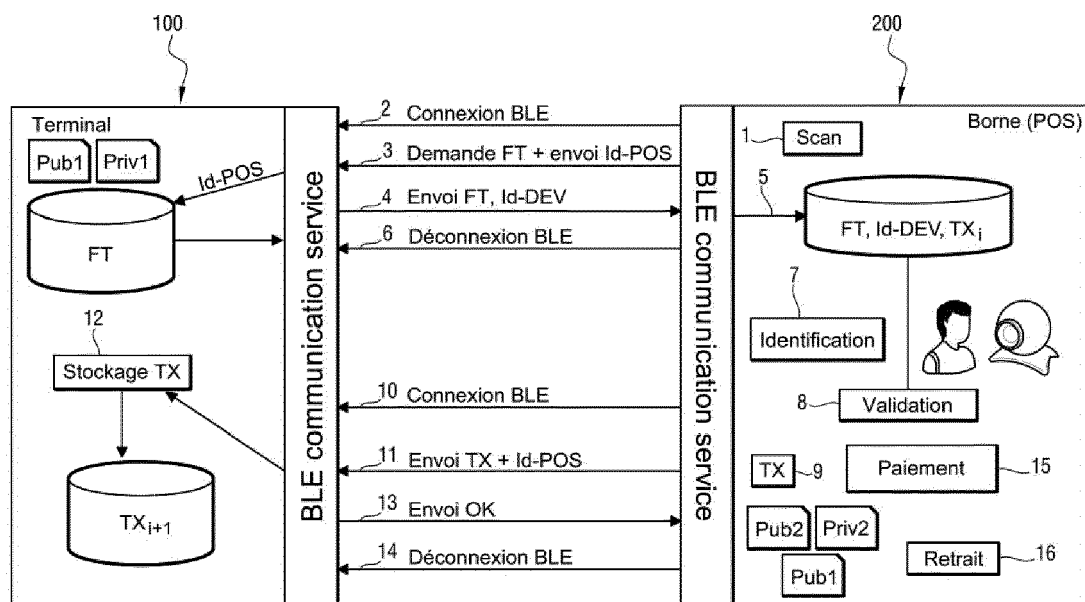 100
200
Terminal
Pub1
Priv1
Id-POS
FT
12
Stockage TX
TXi+1
BLE communication service
2 Connexion BLE
3 Demande FT + envoi Id-POS
4 Envoi FT, Id-DEV
6 Déconnexion BLE
10 Connexion BLE
11 Envoi TX + Id-POS
13 Envoi OK
14 Déconnexion BLE
BLE communication service
Borne (POS)
1 Scan
5
FT, Id-DEV, TXi
7
Identification
8 Validation
TX 9
Paiement 15
Pub2
Priv2
Pub1
Retrait 16